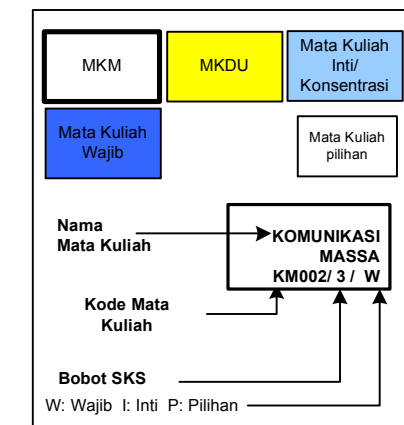 MKM
MKDU
Mata Kuliah
Inti/
Konsentrasi
Mata Kuliah
Wajib
Mata Kuliah
pilihan
Nama
Mata Kuliah
KOMUNIKASI
MASSA
KM002/ 3 / W
Kode Mata
Kuliah
Bobot SKS
W: Wajib I: Inti P: Pilihan